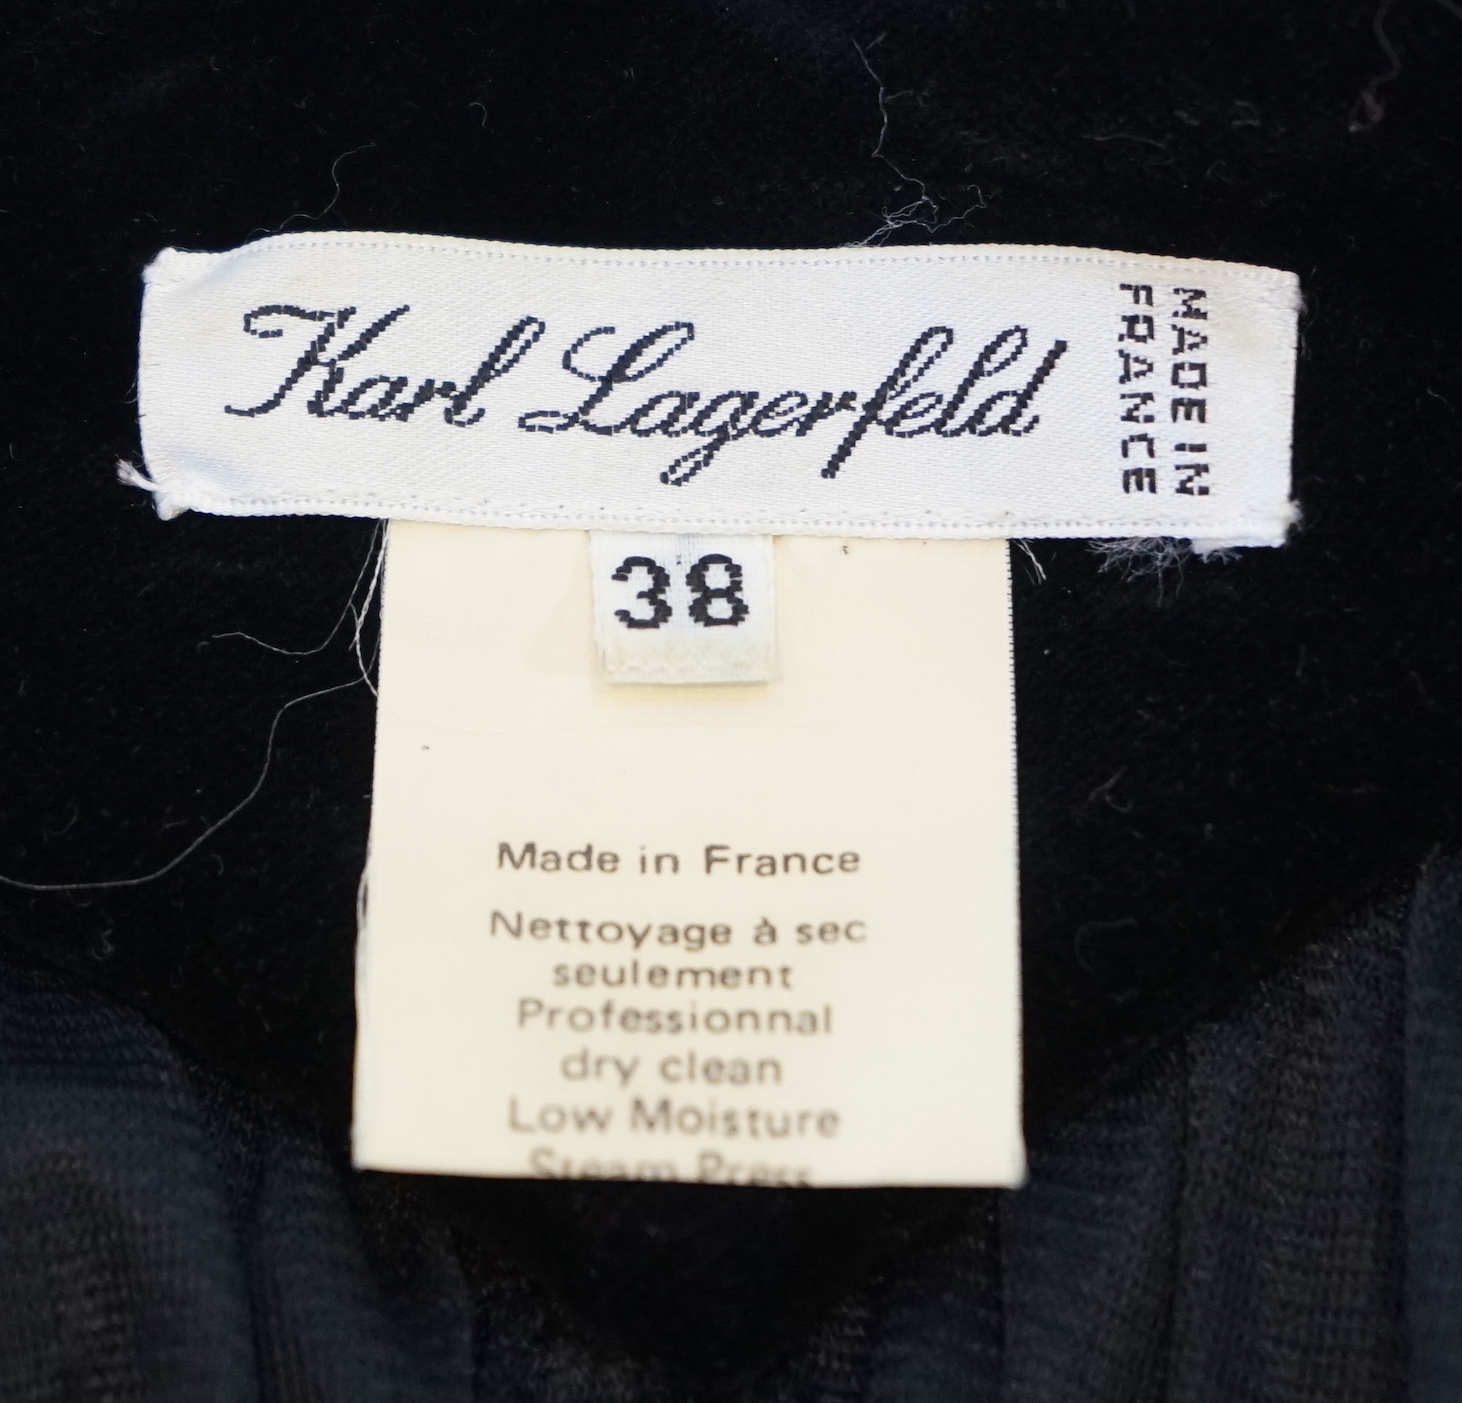 Karl Lagerfeld
MADE IN
FRANCE
38
Made in France
Nettoyage à sec
seulement
Professionnal
dry clean
Low Moisture
Steam Press